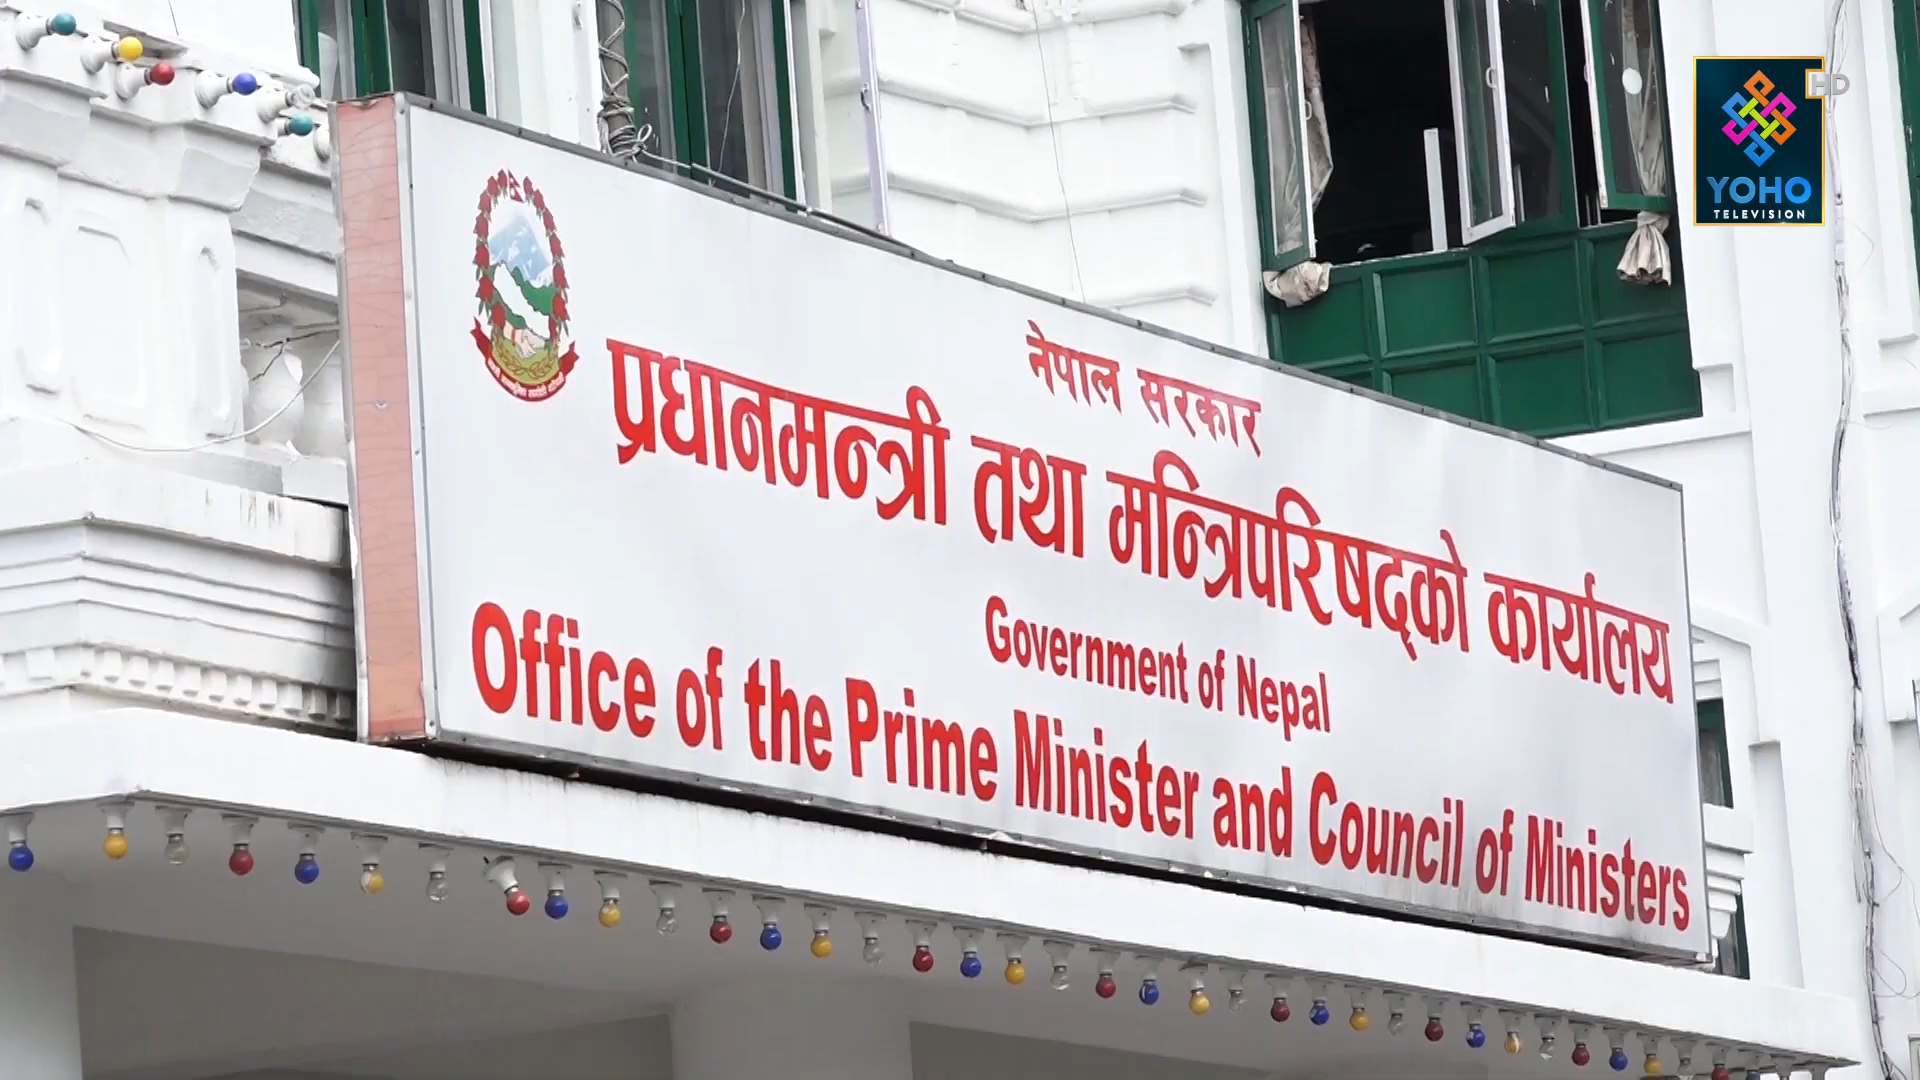 नेपाल सरकार
प्रधानमन्त्री तथा मन्त्रिपरिषद्को कार्यालय
Government of Nepal
Office of the Prime Minister and Council of Ministers
HD
YOHO
TELEVISION